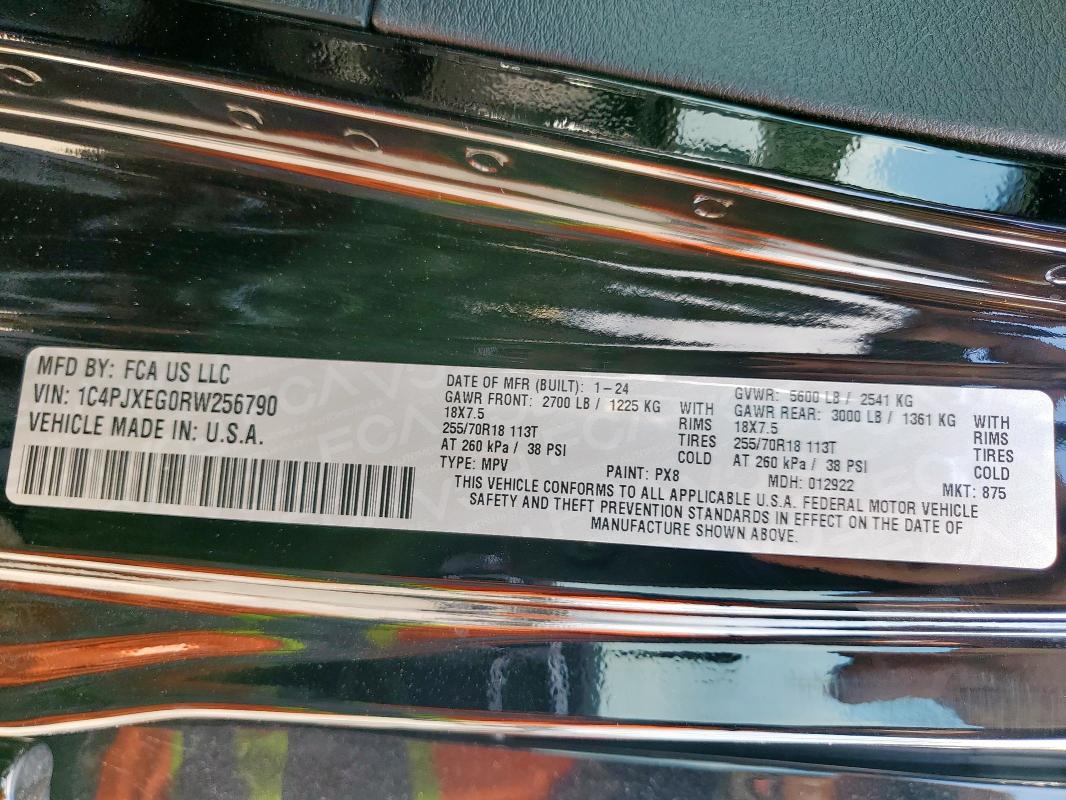 MFD BY: FCA US LLC
VIN: 1C4PJXEG0RW256790
VEHICLE MADE IN: U.S.A.
DATE OF MFR (BUILT): 1-24
GAWR FRONT: 2700 LB / 1225 KG WITH
18X7.5 RIMS
255/70R18 113T TIRES
AT 260 kPa / 38 PSI COLD
TYPE: MPV
PAINT: PX8
GVWR: 5600 LB / 2541 KG
GAWR REAR: 3000 LB / 1361 KG WITH
18X7.5 RIMS
255/70R18 113T TIRES
AT 260 kPa / 38 PSI COLD
MDH: 012922
MKT: 875
THIS VEHICLE CONFORMS TO ALL APPLICABLE U.S.A. FEDERAL MOTOR VEHICLE
SAFETY AND THEFT PREVENTION STANDARDS IN EFFECT ON THE DATE OF
MANUFACTURE SHOWN ABOVE.